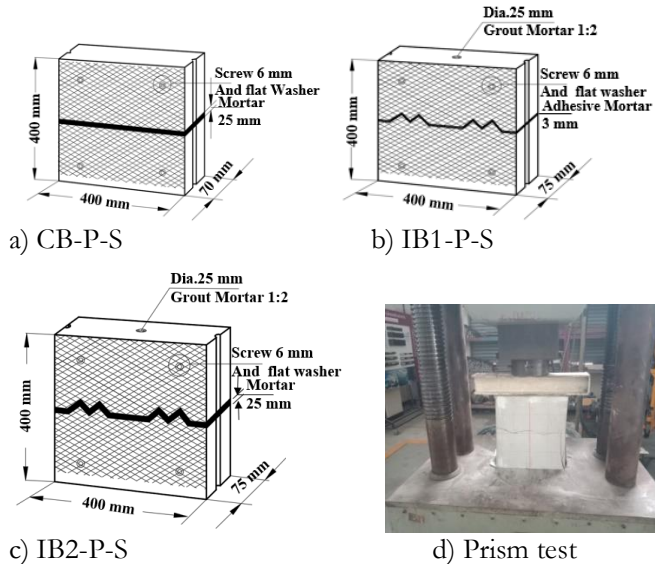 400 mm
Screw 6 mm
And flat Washer
Mortar
25 mm
70 mm
400 mm
a) CB-P-S
Dia.25 mm
Grout Mortar 1:2
400 mm
Screw 6 mm
And flat washer
Adhesive Mortar
3 mm
75 mm
400 mm
b) IB1-P-S
Dia.25 mm
Grout Mortar 1:2
400 mm
Screw 6 mm
And flat washer
Mortar
25 mm
75 mm
400 mm
c) IB2-P-S
d) Prism test